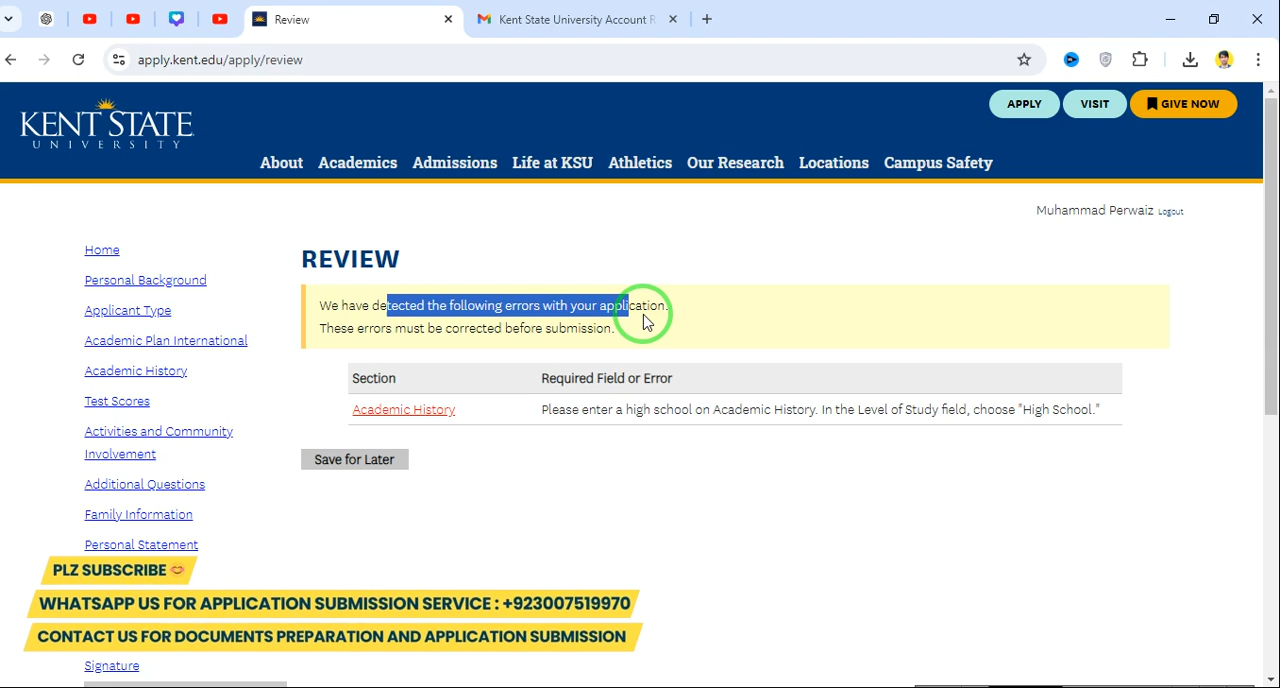 Review
Kent State University Account R
apply.kent.edu/apply/review
KENT STATE
UNIVERSITY
APPLY
VISIT
GIVE NOW
About Academics Admissions Life at KSU Athletics Our Research Locations Campus Safety
Muhammad Perwaiz Logout
Home
Personal Background
Applicant Type
Academic Plan International
Academic History
Test Scores
Activities and Community
Involvement
Additional Questions
Family Information
Personal Statement
Signature
REVIEW
We have detected the following errors with your application.
These errors must be corrected before submission.
Section Required Field or Error
Academic History Please enter a high school on Academic History. In the Level of Study field, choose "High School."
Save for Later
PLZ SUBSCRIBE 😊
WHATSAPP US FOR APPLICATION SUBMISSION SERVICE : +923007519970
CONTACT US FOR DOCUMENTS PREPARATION AND APPLICATION SUBMISSION